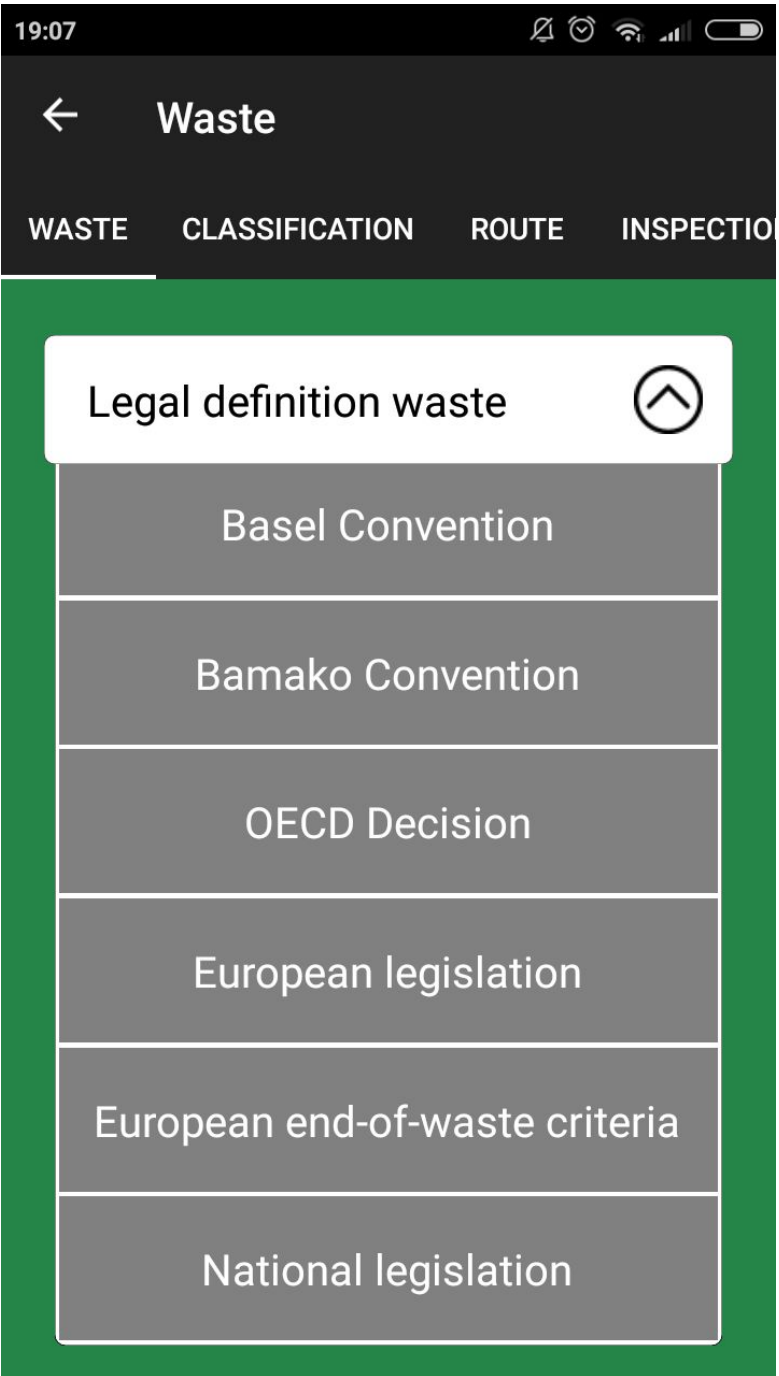 19:07
Waste
WASTE CLASSIFICATION ROUTE INSPECTIO
Legal definition waste
Basel Convention
Bamako Convention
OECD Decision
European legislation
European end-of-waste criteria
National legislation